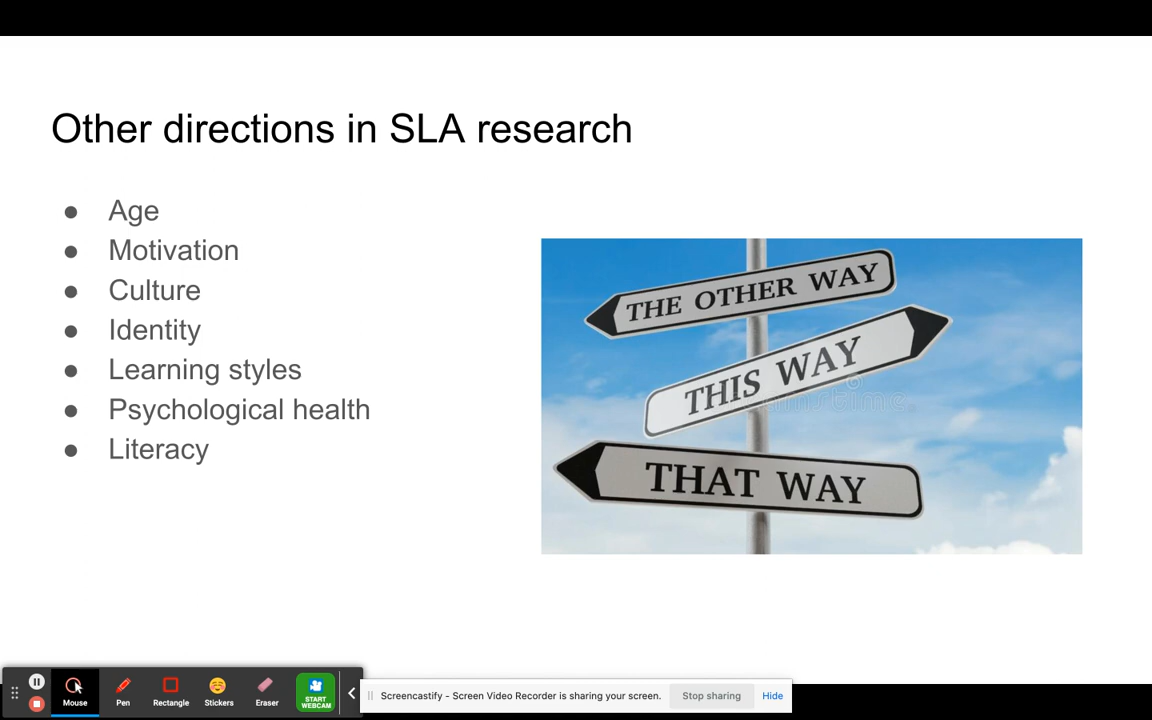 Other directions in SLA research
● Age
● Motivation
● Culture
● Identity
● Learning styles
● Psychological health
● Literacy
THE OTHER WAY
THIS WAY
THAT WAY
Mouse
Pen
Rectangle
Stickers
Eraser
START
WEBCAM
Screencastify - Screen Video Recorder is sharing your screen.
Stop sharing
Hide